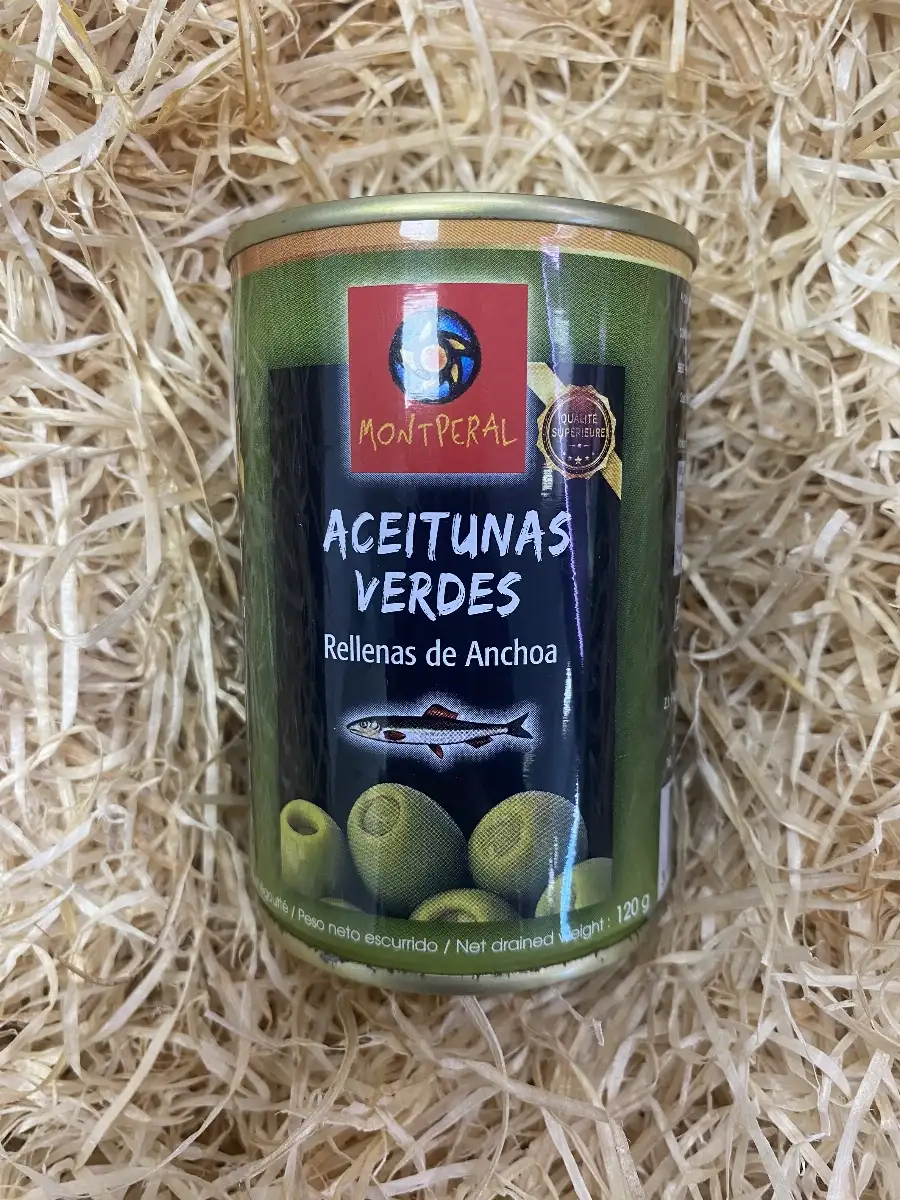 MONTPERAL
QUALITÉ
SUPÉRIEURE
ACEITUNAS
VERDES
Rellenas de Anchoa
/ Peso neto escurrido / Net drained weight : 120 g